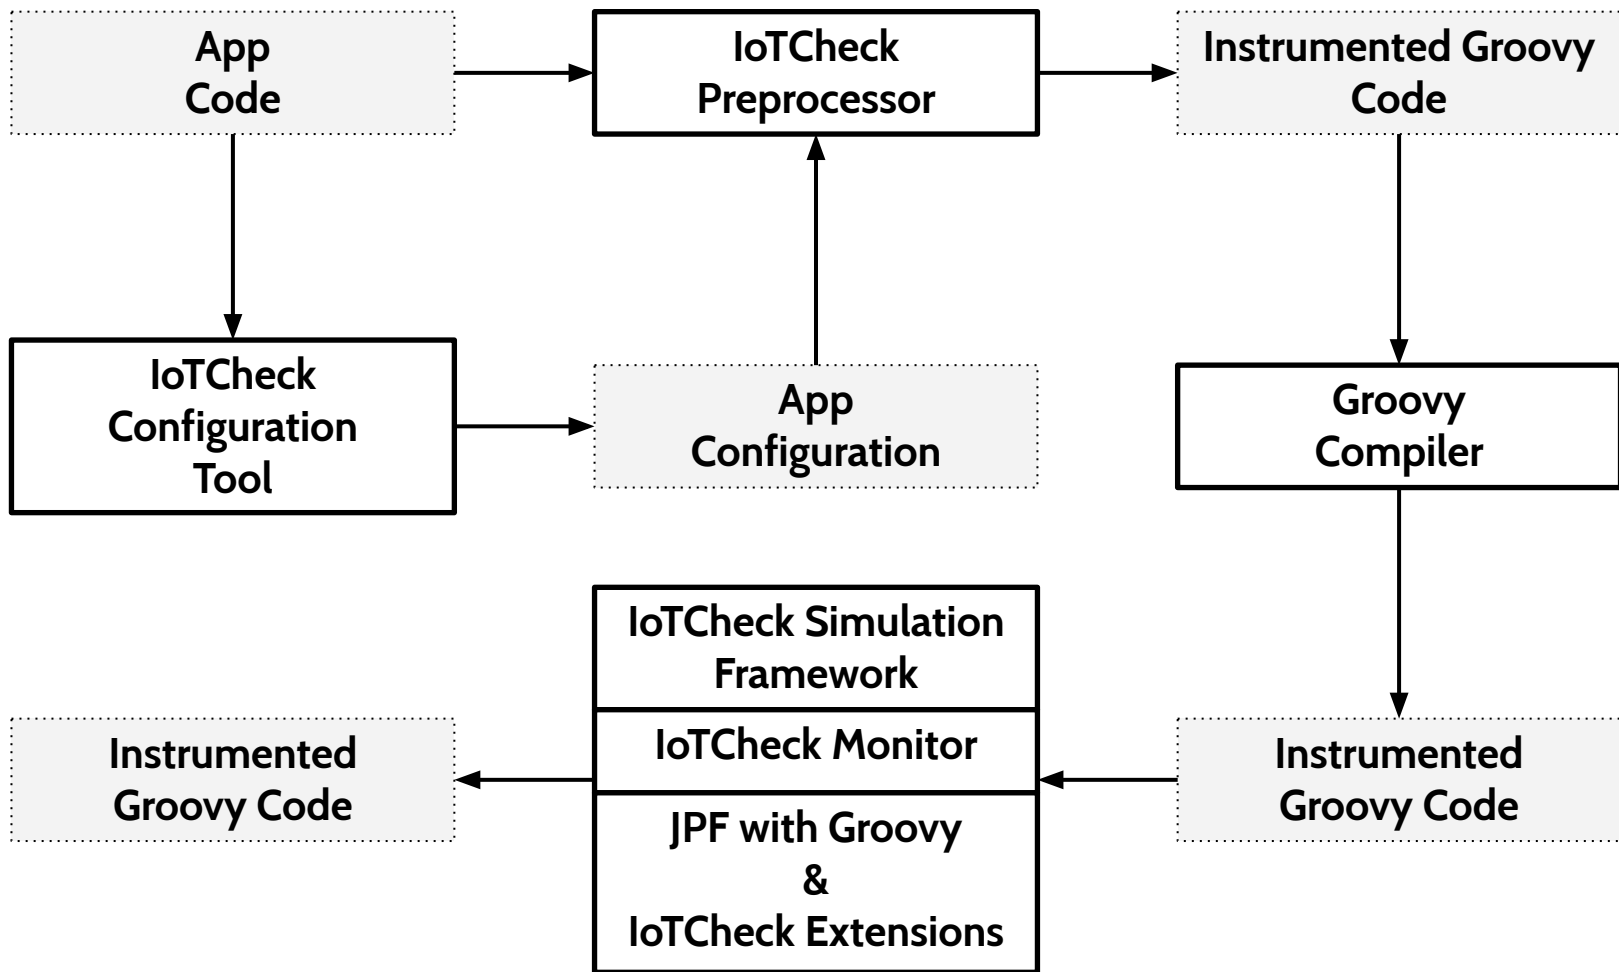 App
Code
IoTCheck
Preprocessor
Instrumented Groovy
Code
IoTCheck
Configuration
Tool
App
Configuration
Groovy
Compiler
IoTCheck Simulation
Framework
IoTCheck Monitor
JPF with Groovy
&
IoTCheck Extensions
Instrumented
Groovy Code
Instrumented
Groovy Code